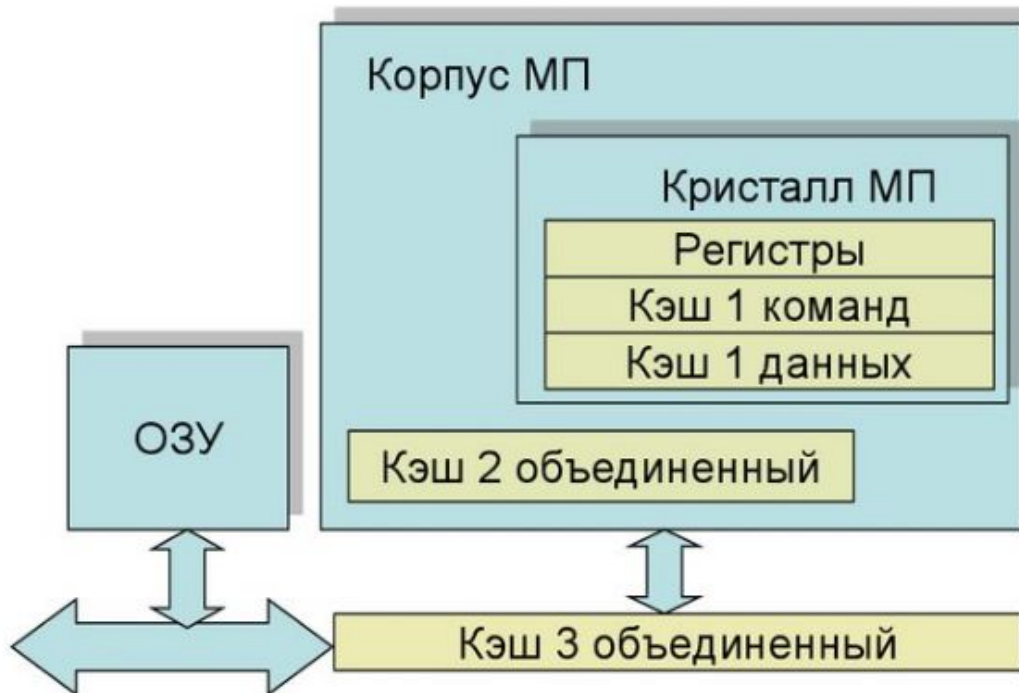 Корпус МП
Кристалл МП
Регистры
Кэш 1 команд
Кэш 1 данных
ОЗУ
Кэш 2 объединенный
Кэш 3 объединенный